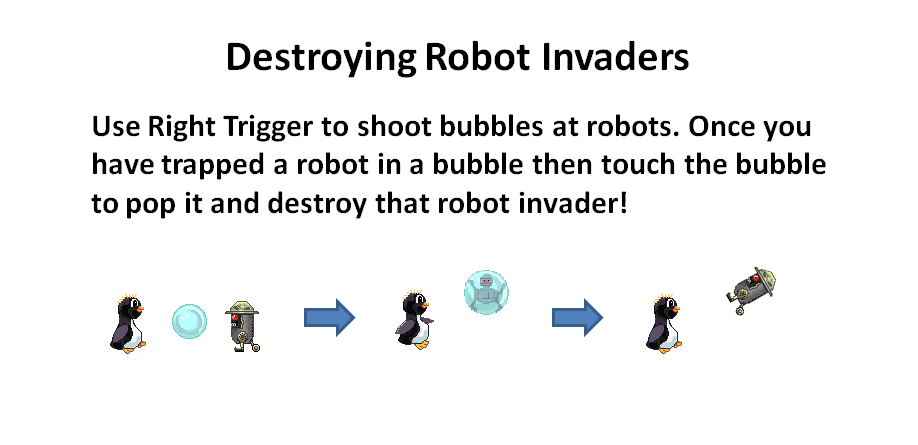 Destroying Robot Invaders
Use Right Trigger to shoot bubbles at robots. Once you
have trapped a robot in a bubble then touch the bubble
to pop it and destroy that robot invader!